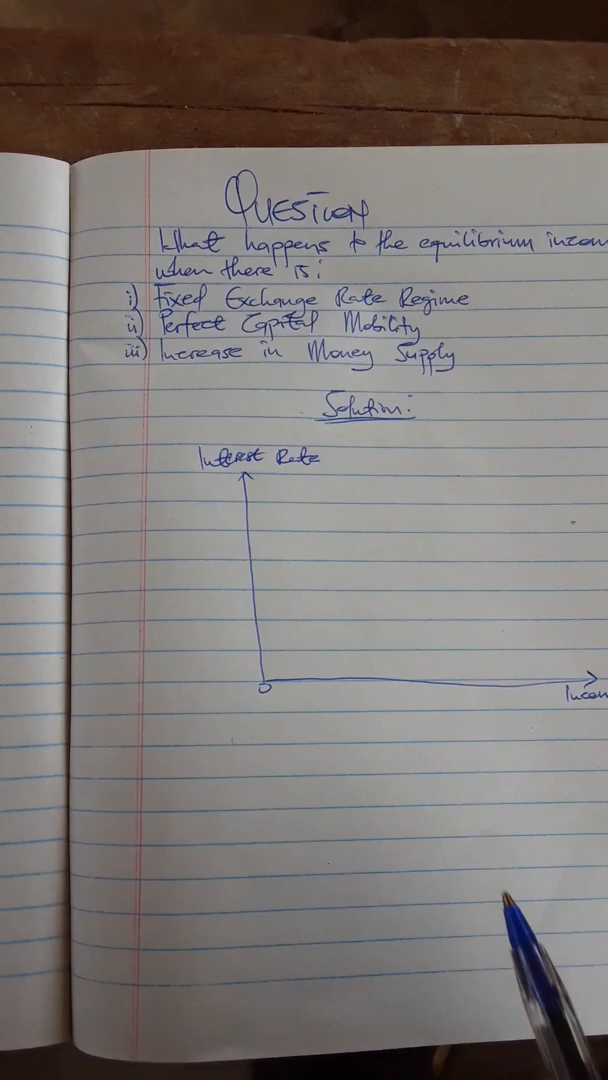 QUESTION
What happens to the equilibrium incom
when there is:
i) Fixed Exchange Rate Regime
ii) Perfect Capital Mobility
iii) Increase in Money Supply
Solution:
Interest Rate
O
Incom